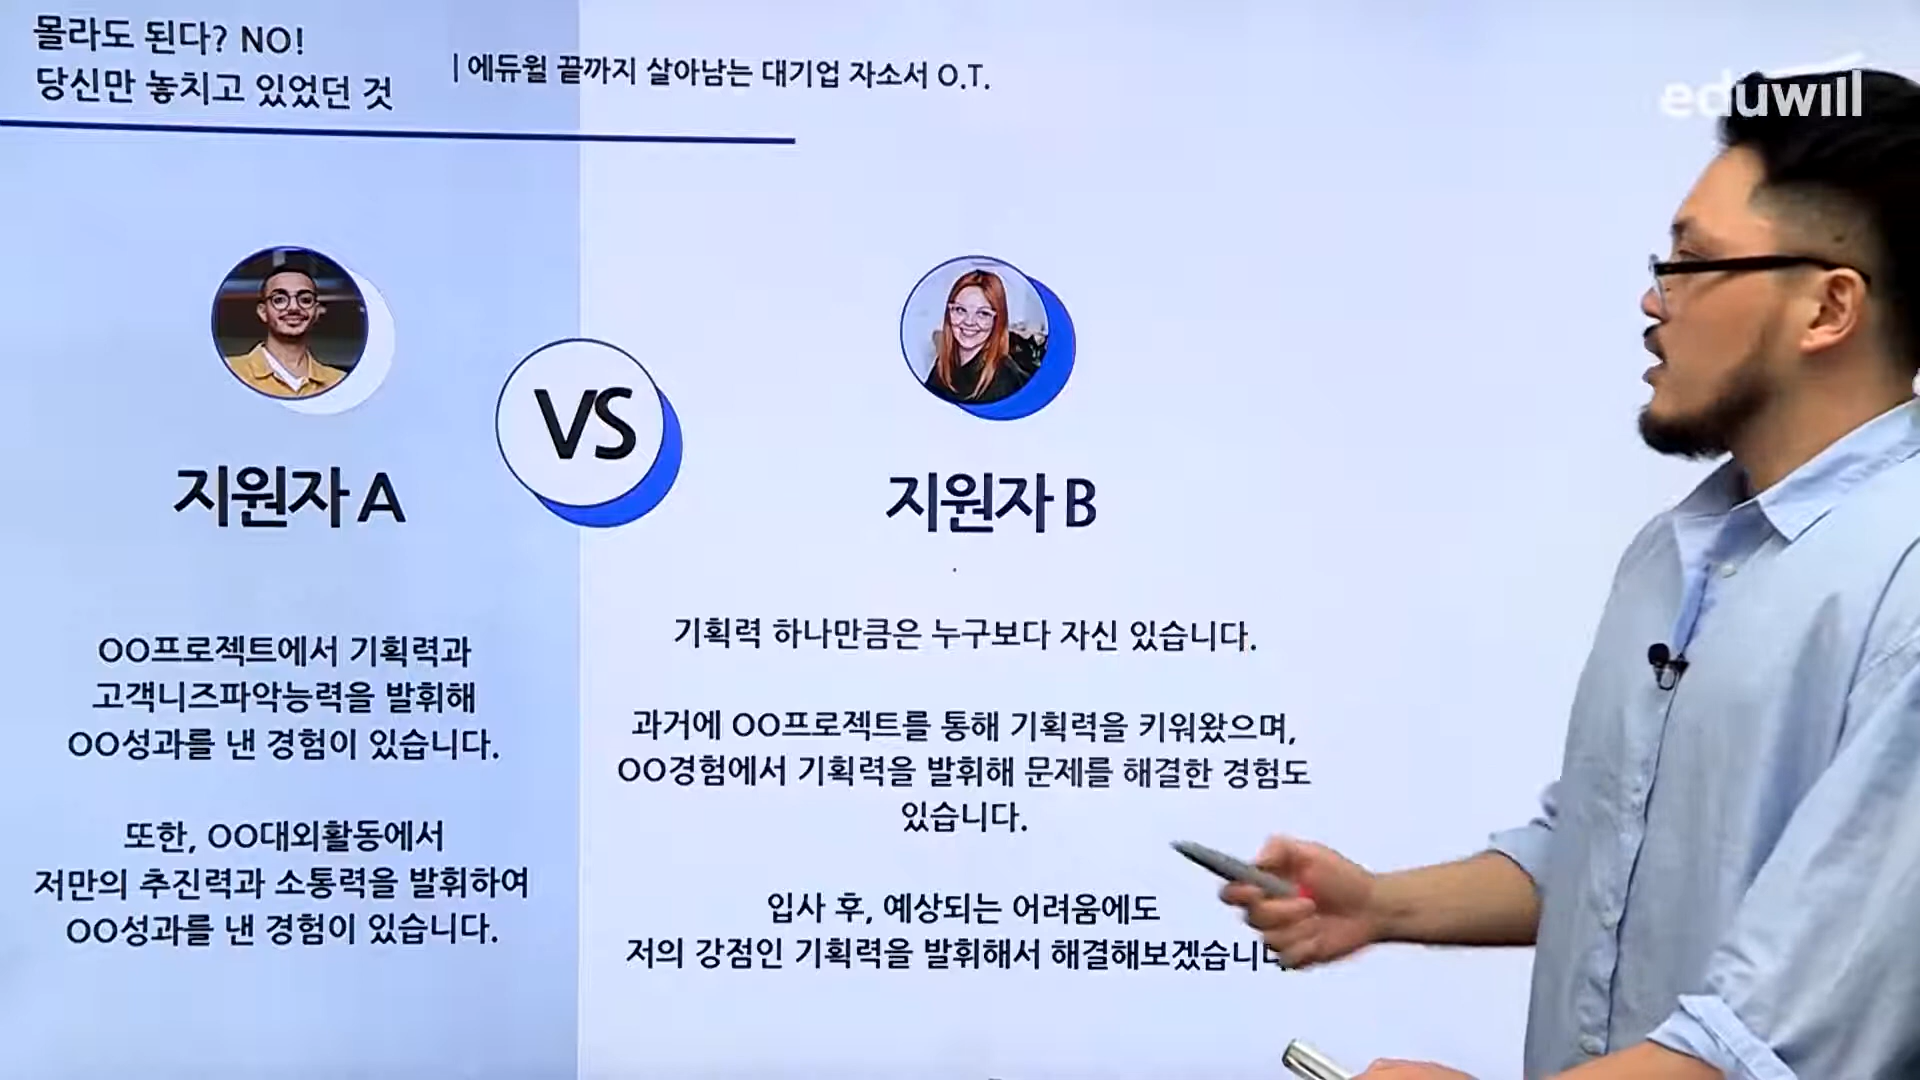 몰라도 된다? NO!
당신만 놓치고 있었던 것
| 에듀윌 끝까지 살아남는 대기업 자소서 O.T.
eduwill
VS
지원자 A
지원자 B
OO프로젝트에서 기획력과
고객니즈파악능력을 발휘해
OO성과를 낸 경험이 있습니다.
또한, OO대외활동에서
저만의 추진력과 소통력을 발휘하여
OO성과를 낸 경험이 있습니다.
기획력 하나만큼은 누구보다 자신 있습니다.
과거에 OO프로젝트를 통해 기획력을 키워왔으며,
OO경험에서 기획력을 발휘해 문제를 해결한 경험도
있습니다.
입사 후, 예상되는 어려움에도
저의 강점인 기획력을 발휘해서